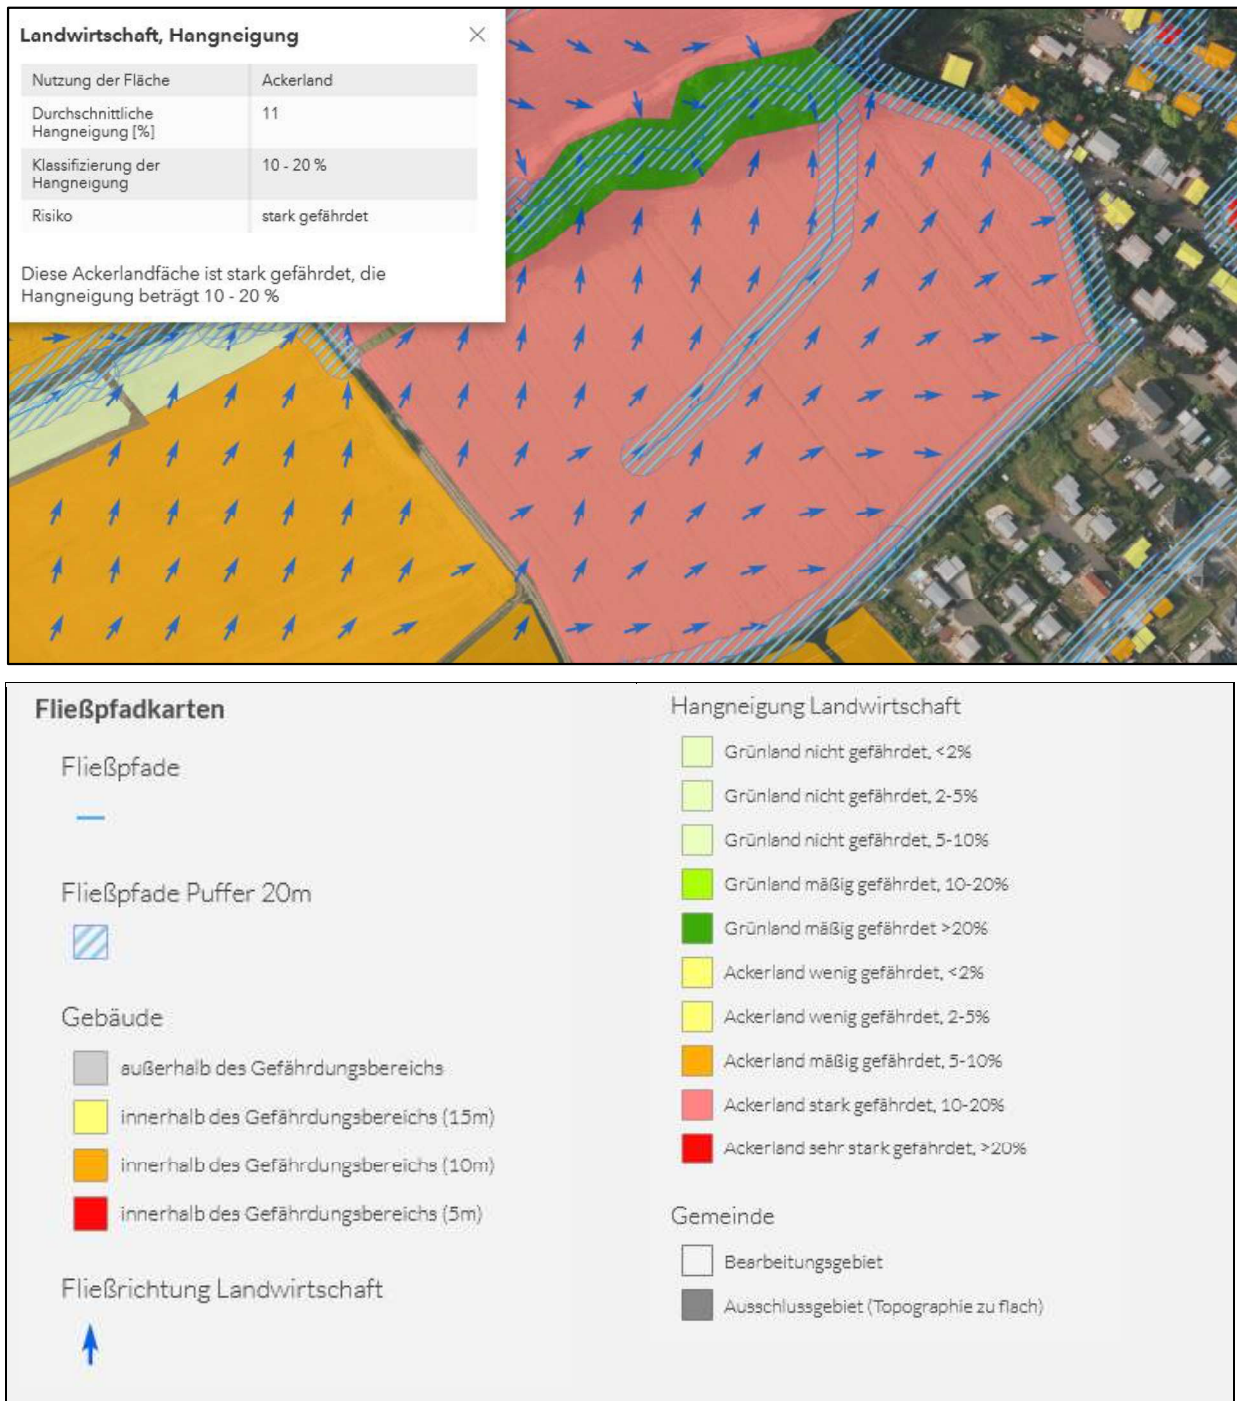 Landwirtschaft, Hangneigung
Nutzung der Fläche Ackerland
Durchschnittliche
Hangneigung [%] 11
Klassifizierung der
Hangneigung 10 - 20 %
Risiko stark gefährdet
Diese Ackerlandfäche ist stark gefährdet, die
Hangneigung beträgt 10 - 20 %
Fließpfadkarten
Fließpfade
Fließpfade Puffer 20m
Gebäude
außerhalb des Gefährdungsbereichs
innerhalb des Gefährdungsbereichs (15m)
innerhalb des Gefährdungsbereichs (10m)
innerhalb des Gefährdungsbereichs (5m)
Fließrichtung Landwirtschaft
Hangneigung Landwirtschaft
Grünland nicht gefährdet, <2%
Grünland nicht gefährdet, 2-5%
Grünland nicht gefährdet, 5-10%
Grünland mäßig gefährdet, 10-20%
Grünland mäßig gefährdet >20%
Ackerland wenig gefährdet, <2%
Ackerland wenig gefährdet, 2-5%
Ackerland mäßig gefährdet, 5-10%
Ackerland stark gefährdet, 10-20%
Ackerland sehr stark gefährdet, >20%
Gemeinde
Bearbeitungsgebiet
Ausschlussgebiet (Topographie zu flach)